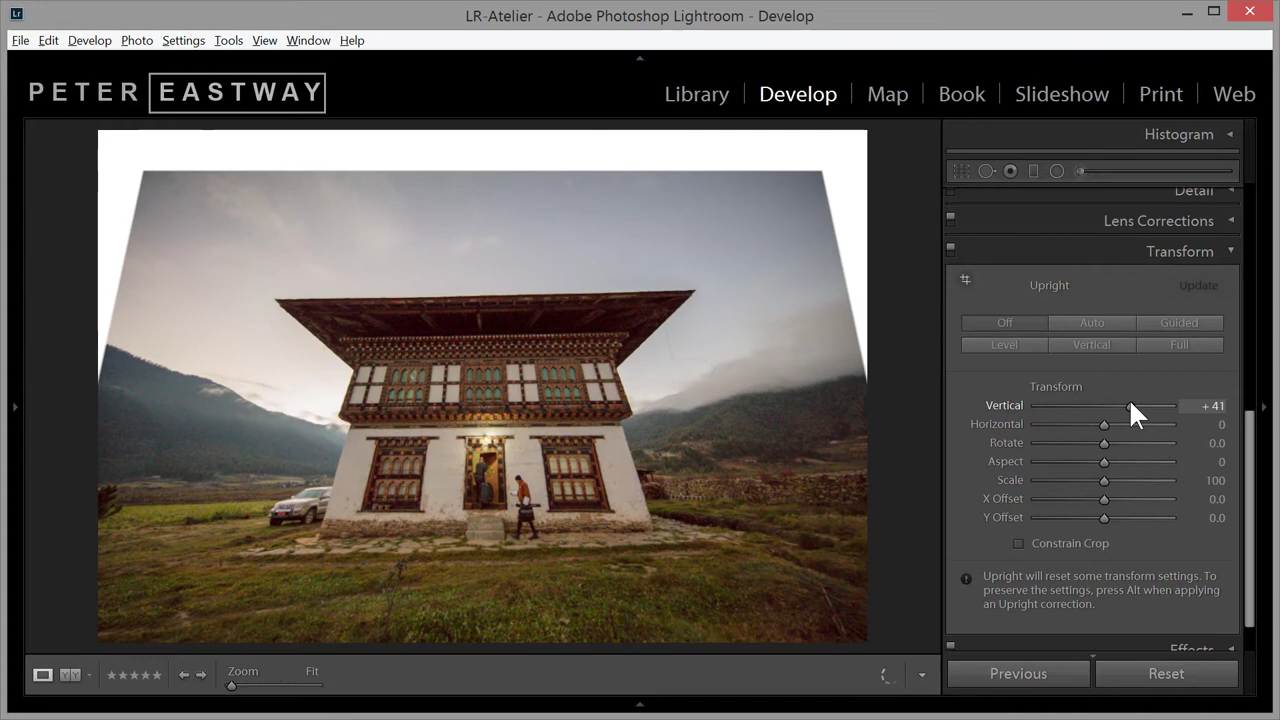 Lr
LR-Atelier - Adobe Photoshop Lightroom - Develop
File Edit Develop Photo Settings Tools View Window Help
PETER EASTWAY
Library Develop Map Book Slideshow Print Web
Histogram
Detail
Lens Corrections
Transform
Upright Update
Off Auto Guided
Level Vertical Full
Transform
Vertical + 41
Horizontal 0
Rotate 0.0
Aspect 0
Scale 100
X Offset 0.0
Y Offset 0.0
Constrain Crop
Upright will reset some transform settings. To
preserve the settings, press Alt when applying
an Upright correction.
Effects
Zoom Fit
Previous Reset